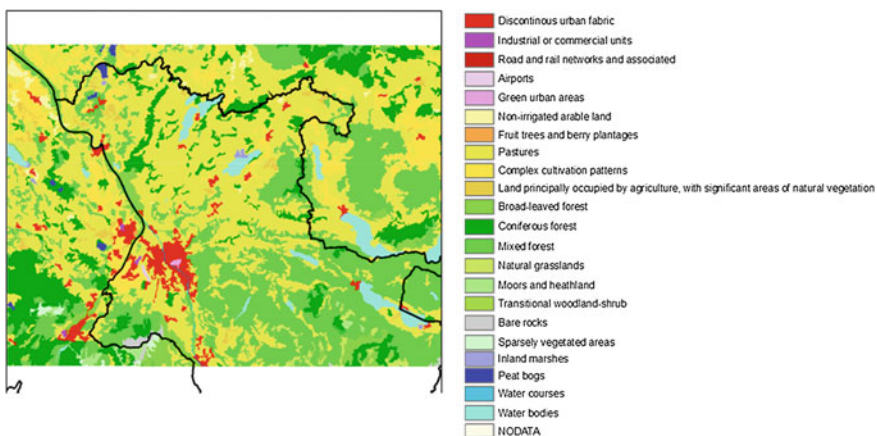 Discontinous urban fabric
Industrial or commercial units
Road and rail networks and associated
Airports
Green urban areas
Non-irrigated arable land
Fruit trees and berry plantages
Pastures
Complex cultivation patterns
Land principally occupied by agriculture, with significant areas of natural vegetation
Broad-leaved forest
Coniferous forest
Mixed forest
Natural grasslands
Moors and heathland
Transitional woodland-shrub
Bare rocks
Sparsely vegetated areas
Inland marshes
Peat bogs
Water courses
Water bodies
NODATA